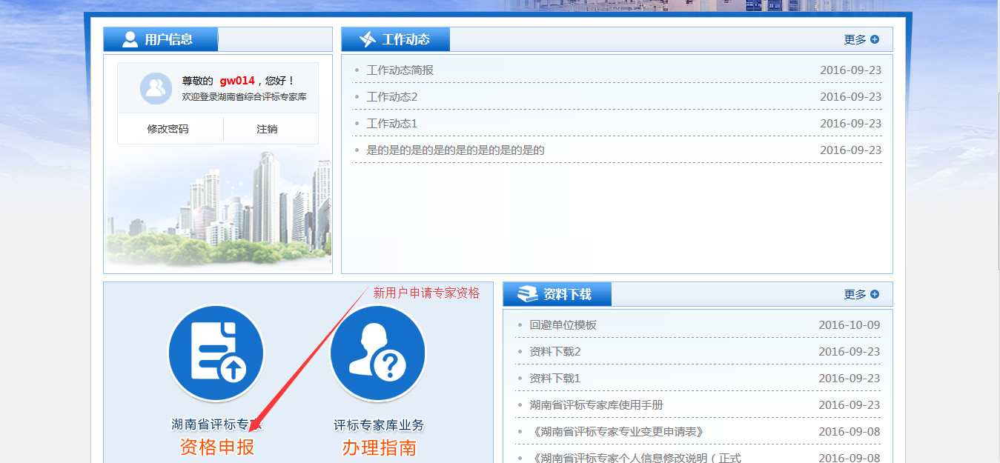 用户信息
尊敬的 gw014，您好！
欢迎登录湖南省综合评标专家库
修改密码 注销
工作动态 更多
工作动态简报 2016-09-23
工作动态2 2016-09-23
工作动态1 2016-09-23
是的是的是的是的是的是的是的是的 2016-09-23
新用户申请专家资格
湖南省评标专家
资格申报
评标专家库业务
办理指南
资料下载 更多
回避单位模板 2016-10-09
资料下载2 2016-09-23
资料下载1 2016-09-23
湖南省评标专家库使用手册 2016-09-23
《湖南省评标专家专业变更申请表》 2016-09-08
《湖南省评标专家个人信息修改说明（正式 2016-09-08